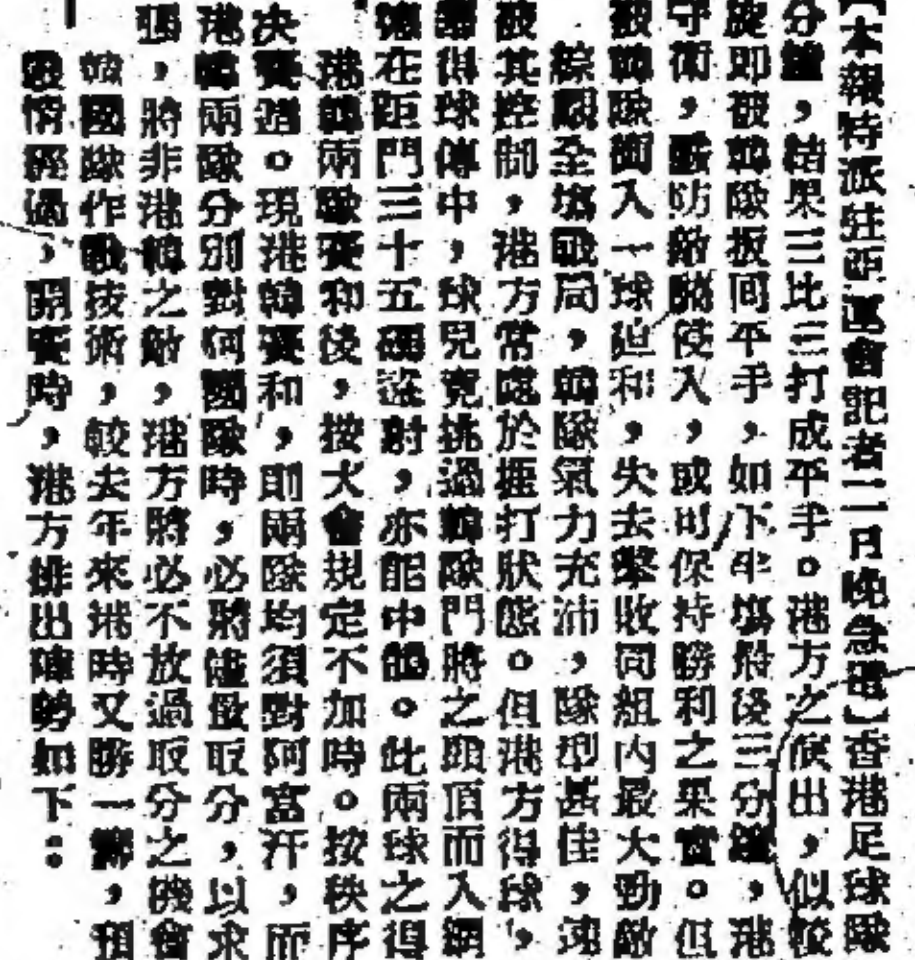 【本報特派駐亞運會記者二日晚急電】香港足球隊
分鐘,結果三比三打成平手。港方之演出,似較
旋即被韓隊扳回平手,如下半場最後三分鐘,港
守衛,嚴防敵騎侵入,或可保持勝利之果實。但
被韓隊衝入一球迫和,失去擊敗同組內最大勁敵
綜觀全場戰局,韓隊氣力充沛,隊型甚佳,速
被其控制,港方常處於捱打狀態。但港方得球,
得球傳中,球兒竟挑過韓隊門將之頭頂而入網
在距門三十五碼盜射,亦能中鵠。此兩球之得
港韓兩隊賽和後,按大會規定不加時。按秩序
决賽週。現港韓賽和,則兩隊均須對阿富汗,而
港韓兩隊分別對何國隊時,必將儘量取分,以求
,將非港韓之敵,港方將必不放過取分之機會
韓國隊作戰技術,較去年來港時又勝一籌,預
戰情經過,開賽時,港方排出陣勢如下: